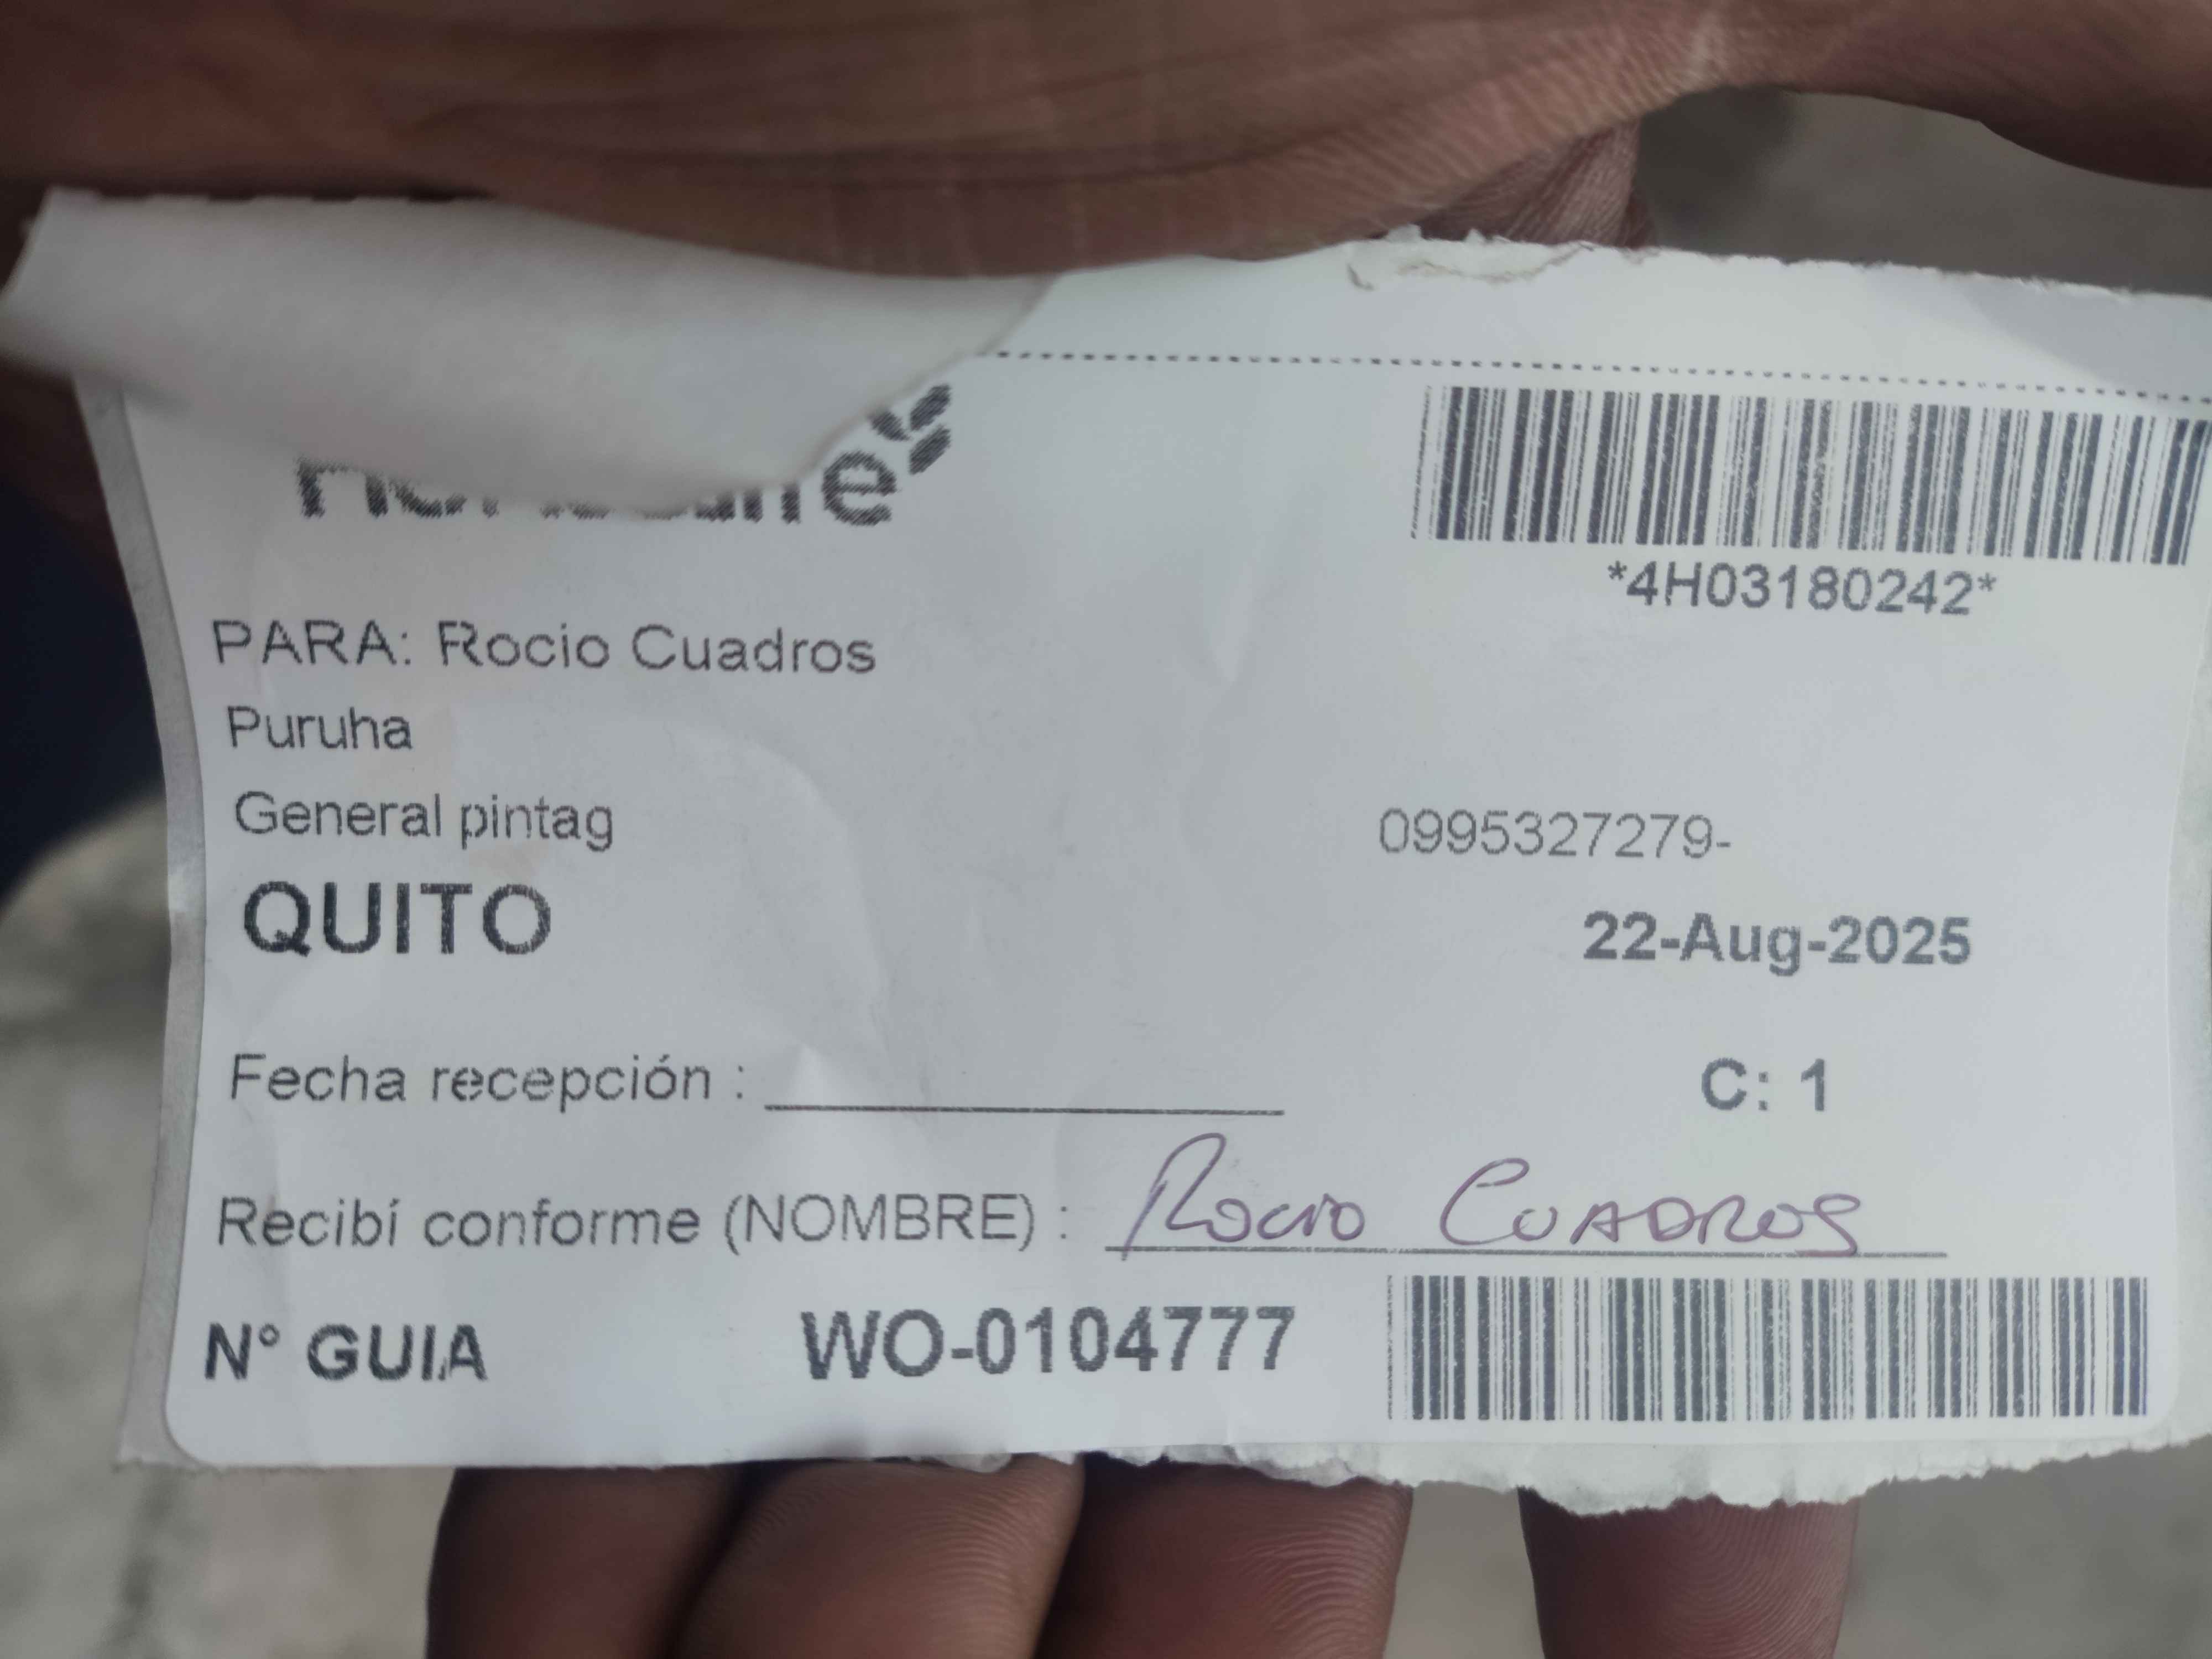 *4H03180242*
PARA: Rocio Cuadros
Puruha
General pintag 0995327279-
QUITO 22-Aug-2025
Fecha recepción : C: 1
Recibí conforme (NOMBRE) : Rocio Cuadros
N° GUIA WO-0104777